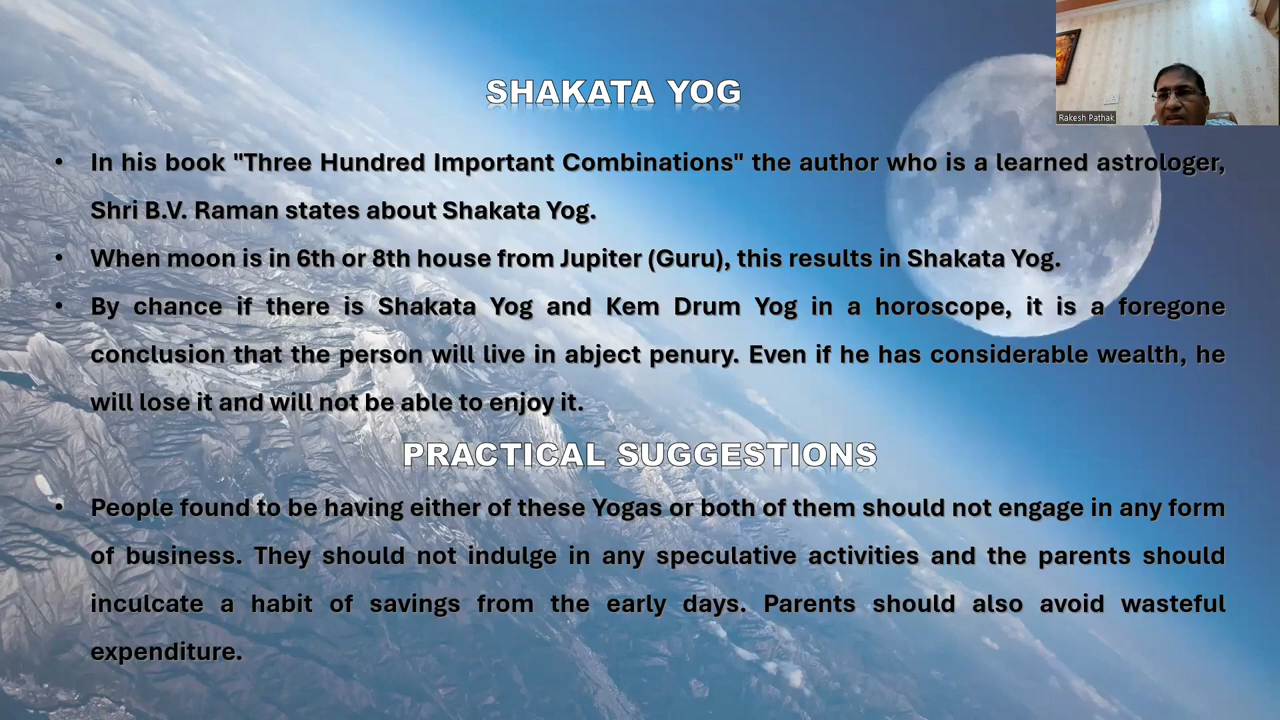 Rakesh Pathak
SHAKATA YOG
• In his book "Three Hundred Important Combinations" the author who is a learned astrologer,
Shri B.V. Raman states about Shakata Yog.
• When moon is in 6th or 8th house from Jupiter (Guru), this results in Shakata Yog.
• By chance if there is Shakata Yog and Kem Drum Yog in a horoscope, it is a foregone
conclusion that the person will live in abject penury. Even if he has considerable wealth, he
will lose it and will not be able to enjoy it.
PRACTICAL SUGGESTIONS
• People found to be having either of these Yogas or both of them should not engage in any form
of business. They should not indulge in any speculative activities and the parents should
inculcate a habit of savings from the early days. Parents should also avoid wasteful
expenditure.